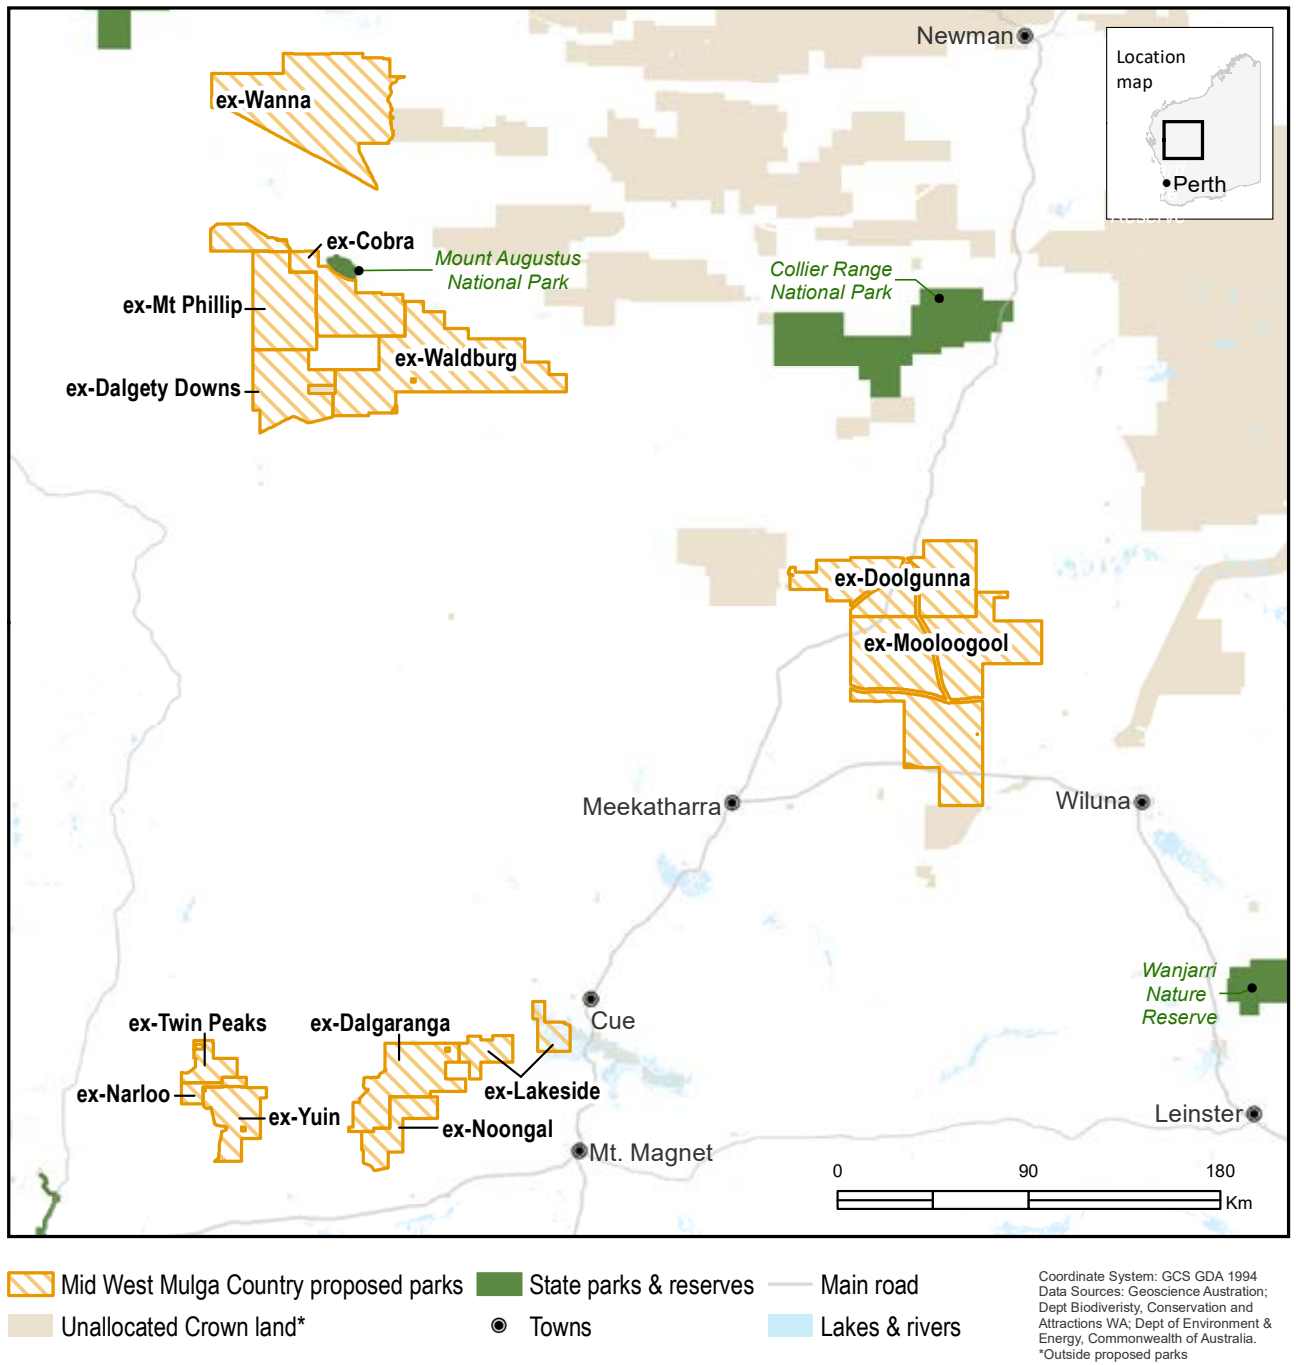 Newman
Location
map
Perth
Reserve
ex-Wanna
ex-Cobra
Mount Augustus
National Park
Collier Range
National Park
ex-Mt Phillip
ex-Waldburg
ex-Dalgety Downs
ex-Doolgunna
ex-Mooloogool
Meekatharra
Wiluna
Wanjarri
Nature
Reserve
Cue
ex-Twin Peaks
ex-Dalgaranga
ex-Lakeside
ex-Narloo
ex-Yuin
ex-Noongal
Leinster
Mt. Magnet
0 90 180
Km
Mid West Mulga Country proposed parks
State parks & reserves
Main road
Unallocated Crown land*
Towns
Lakes & rivers
Coordinate System: GCS GDA 1994
Data Sources: Geoscience Austration;
Dept Biodiveristy, Conservation and
Attractions WA; Dept of Environment &
Energy, Commonwealth of Australia.
*Outside proposed parks